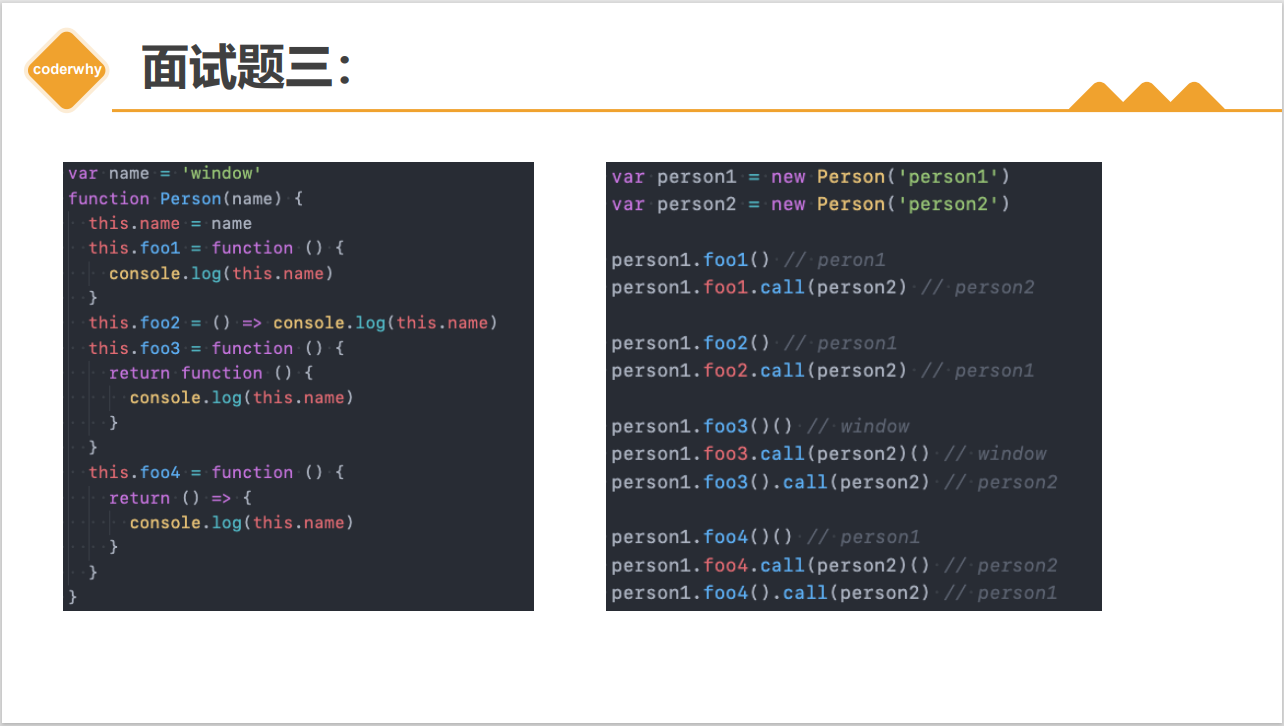 coderwhy
面试题三：
var name = 'window'
function Person(name) {
  this.name = name
  this.foo1 = function () {
    console.log(this.name)
  }
  this.foo2 = () => console.log(this.name)
  this.foo3 = function () {
    return function () {
      console.log(this.name)
    }
  }
  this.foo4 = function () {
    return () => {
      console.log(this.name)
    }
  }
}
var person1 = new Person('person1')
var person2 = new Person('person2')
person1.foo1() // peron1
person1.foo1.call(person2) // person2
person1.foo2() // person1
person1.foo2.call(person2) // person1
person1.foo3()() // window
person1.foo3.call(person2)() // window
person1.foo3().call(person2) // person2
person1.foo4()() // person1
person1.foo4.call(person2)() // person2
person1.foo4().call(person2) // person1